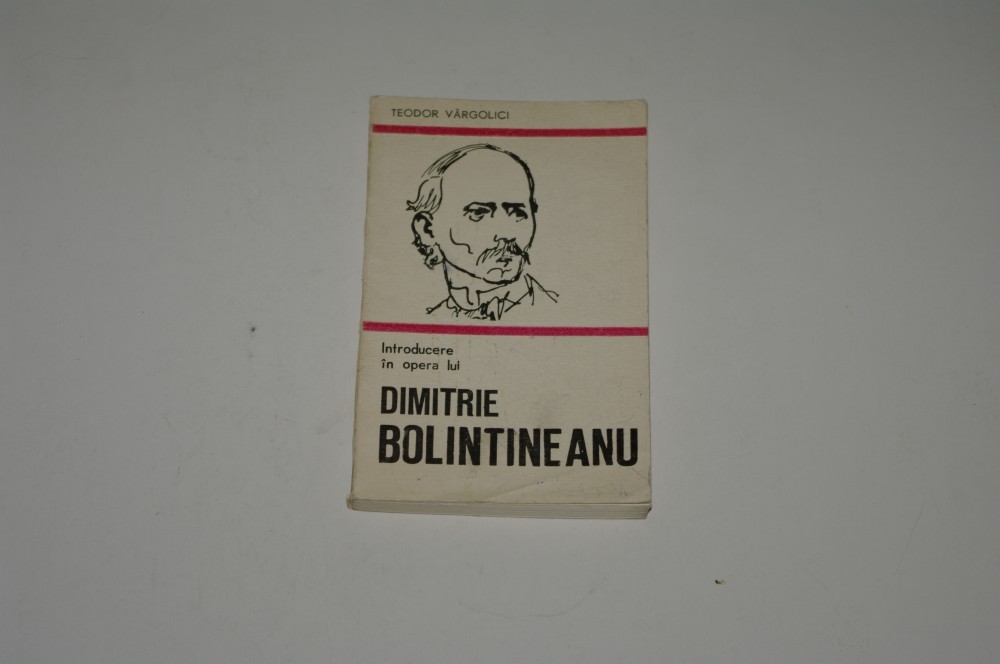 TEODOR VÂRGOLICI
Introducere
în opera lui
DIMITRIE
BOLINTINEANU